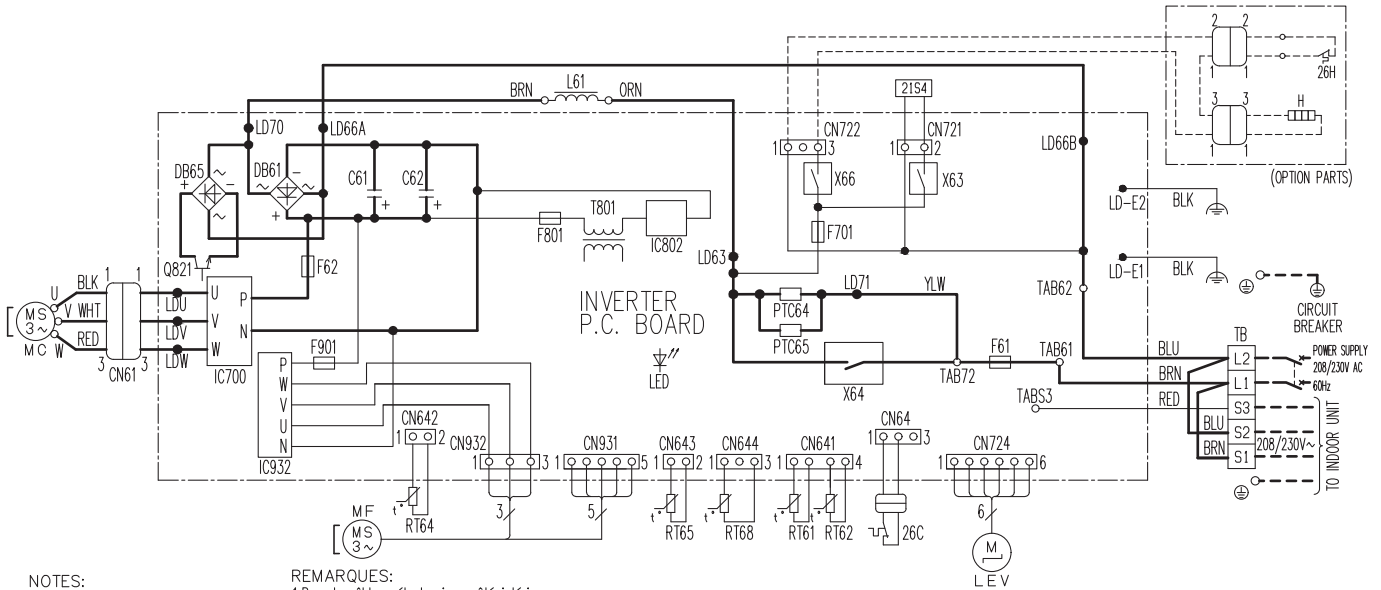 2 2
26H
1 1
3 3
H
1 1
(OPTION PARTS)
BRN L61 ORN
21S4
LD70 LD66A
CN722 CN721
1 3 1 2
LD66B
DB65 + ~ -
~
DB61 ~ - ~
+
C61 + C62 +
X66 X63
LD-E2 BLK
F801 T801 IC802
F701
LD63
LD-E1 BLK
Q821
F62
BLK 1 1
U
MS
3~
V WHT
RED
MC W
3 3
CN61
LDU U
LDV V
LDW W
P
N
IC700
INVERTER
P.C. BOARD
LED
LD71 YLW
PTC64
PTC65
X64
TAB72
F61
TAB61
TAB62
CIRCUIT
BREAKER
TB
BLU L2
BRN L1
RED S3
BLU S2
BRN S1
POWER SUPPLY
208/230V AC
60Hz
208/230V~
TO INDOOR UNIT
TABS3
F901
P
W
V
U
N
IC932
CN642
1 2
CN932
1 3
CN931
1 5
CN643
1 2
CN644
1 3
CN641
1 4
CN64
1 3
CN724
1 6
t° RT64
3
5
t° RT65
t° RT68
t° RT61
t° RT62
26C
6
MF
MS
3~
M
LEV
NOTES:
REMARQUES: